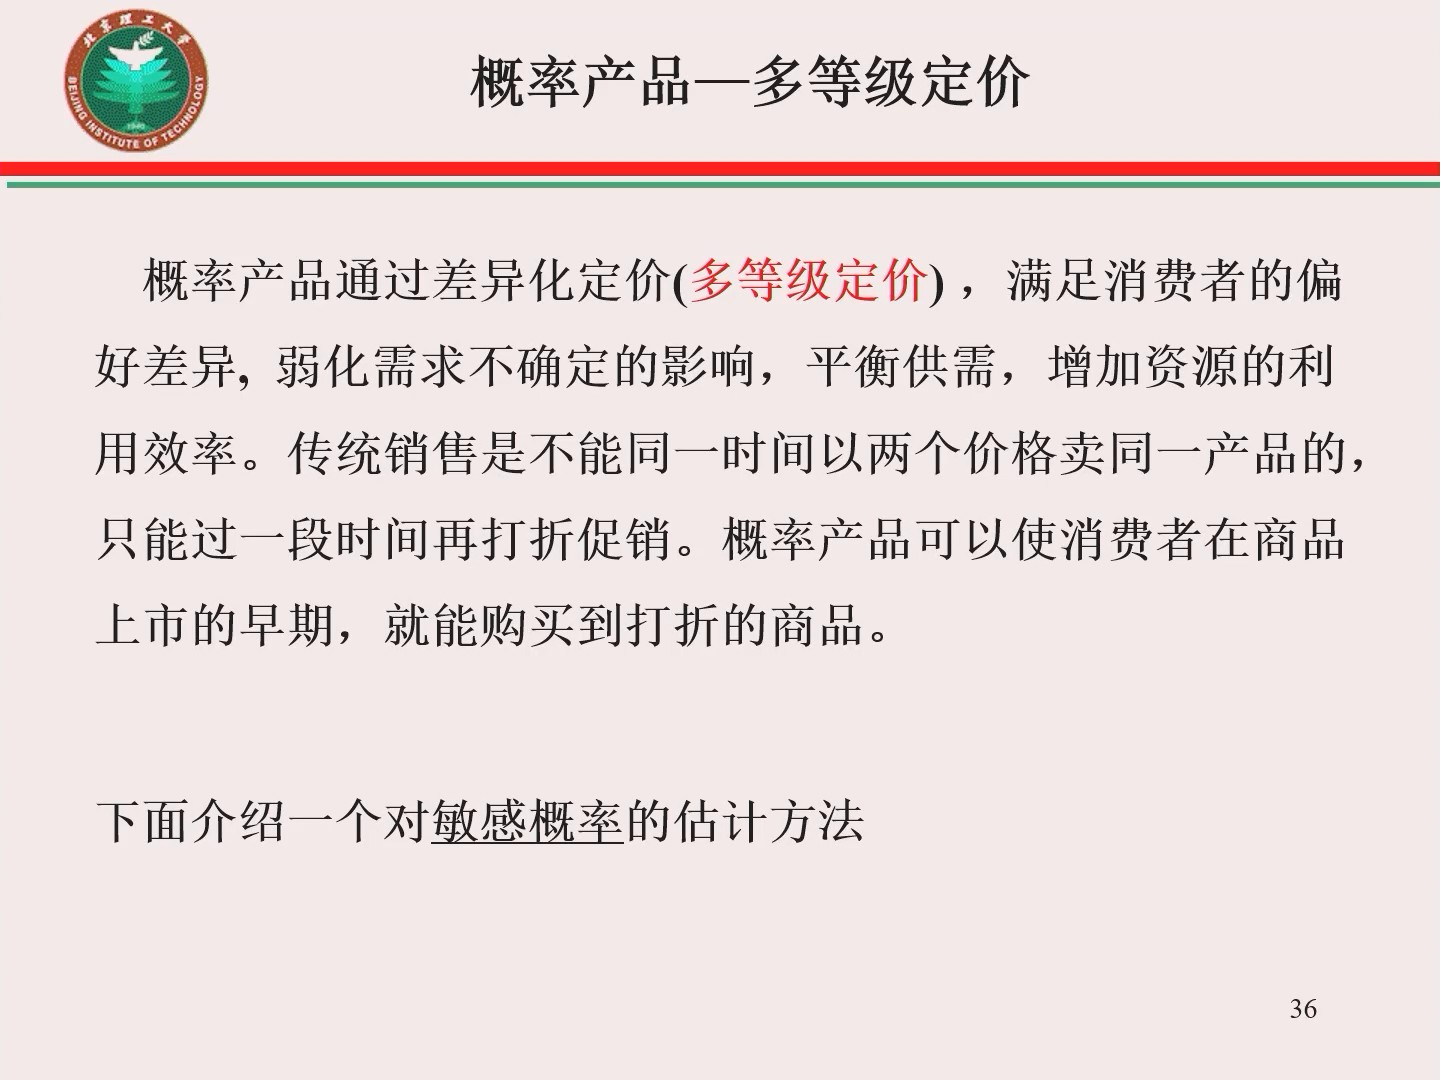 北京理工大学
BEIJING INSTITUTE OF TECHNOLOGY
1940
概率产品—多等级定价
概率产品通过差异化定价(多等级定价) ，满足消费者的偏
好差异, 弱化需求不确定的影响，平衡供需，增加资源的利
用效率。传统销售是不能同一时间以两个价格卖同一产品的，
只能过一段时间再打折促销。概率产品可以使消费者在商品
上市的早期，就能购买到打折的商品。
下面介绍一个对敏感概率的估计方法
36